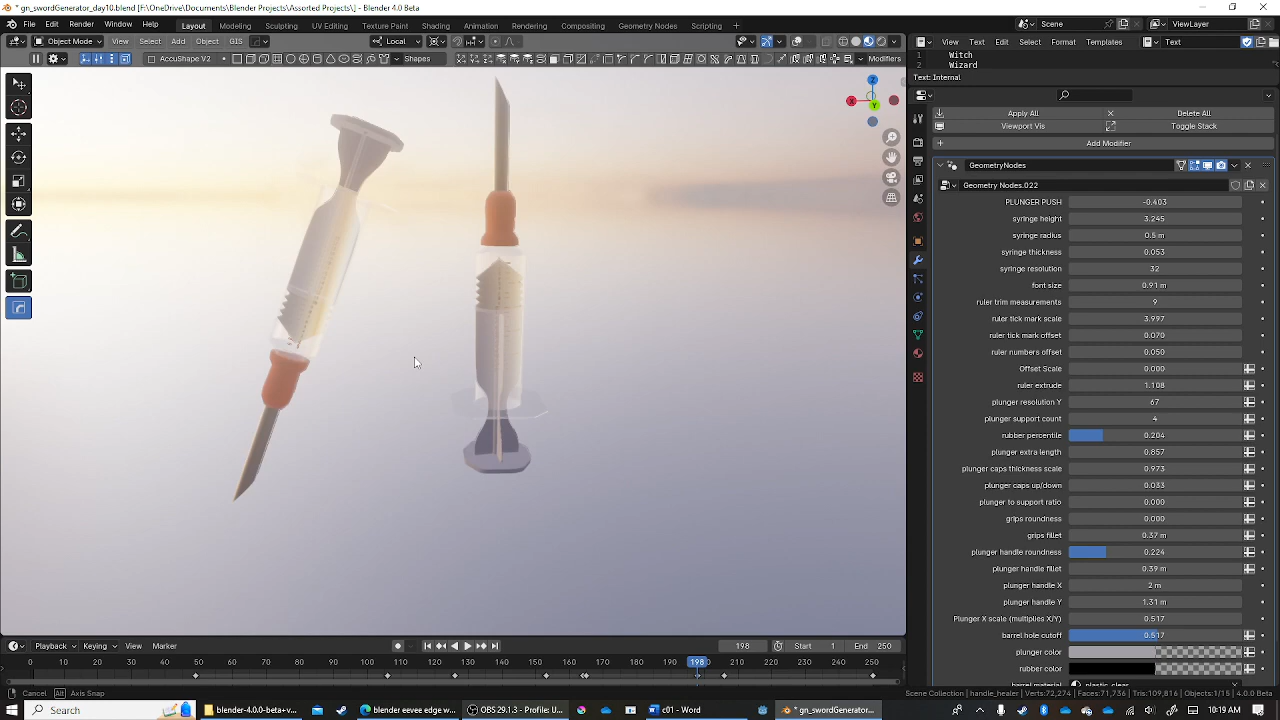 * gn_swordGenerator_day10.blend [F:\OneDrive\Blender Projects\Assorted Projects\] - Blender 4.0 Beta
File Edit Render Window Help Layout Modeling Sculpting UV Editing Texture Paint Shading Animation Rendering Compositing Geometry Nodes Scripting + Scene ViewLayer
Object Mode View Select Add Object GIS Local View Text Edit Select Format Templates Text
AccuShape V2 Shapes Modifiers
Witch
2 Wizard
Text: Internal
Apply All Delete All
Viewport Vis Toggle Stack
Add Modifier
GeometryNodes
Geometry Nodes.022
PLUNGER PUSH -0.403
syringe height 3.245
syringe radius 0.5 m
syringe thickness 0.053
syringe resolution 32
font size 0.91 m
ruler trim measurements 9
ruler tick mark scale 3.997
ruler tick mark offset 0.070
ruler numbers offset 0.050
Offset Scale 0.000
ruler extrude 1.108
plunger resolution Y 67
plunger support count 4
rubber percentile 0.204
plunger extra length 0.857
plunger caps thickness scale 0.973
plunger caps up/down 0.033
plunger to support ratio 0.000
grips roundness 0.000
grips fillet 0.37 m
plunger handle roundness 0.224
plunger handle fillet 0.39 m
plunger handle X 2 m
plunger handle Y 1.31 m
Plunger X scale (multiplies X/Y) 0.517
barrel hole cutoff 0.517
plunger color
rubber color
barrel material plastic_clear
X Y Z
Playback Keying View Marker 198 Start 1 End 250
0 10 20 30 40 50 60 70 80 90 100 110 120 130 140 150 160 170 180 190 198 210 220 230 240 250
Cancel Alt Axis Snap Scene Collection | handle_healer | Verts:72,274 | Faces:71,736 | Tris:109,816 | Objects:1/15 | 4.0.0 Beta
Search blender-4.0.0-beta+v... blender eevee edge w... OBS 29.1.3 - Profile: U... c01 - Word * gn_swordGenerator... 10:19 AM